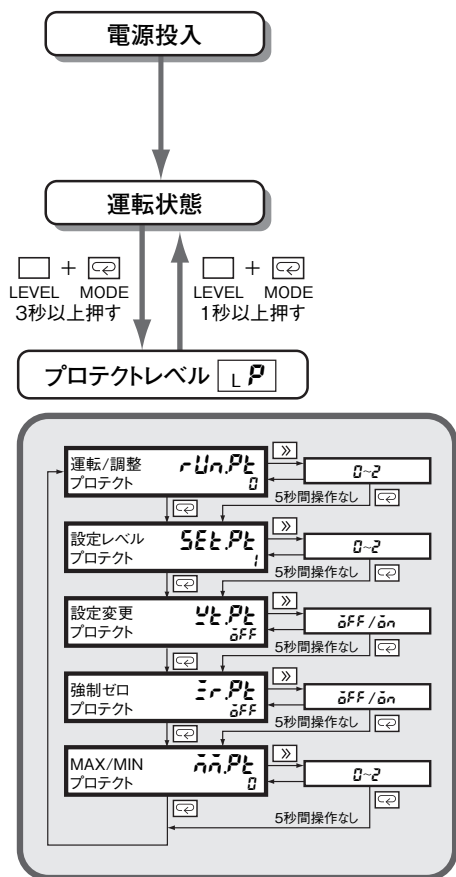 電源投入
運転状態
+ +
LEVEL MODE LEVEL MODE
3秒以上押す 1秒以上押す
プロテクトレベル L P
運転/調整 rUn.Pt »
プロテクト 0 0~2
5秒間操作なし
設定レベル SEt.Pt »
プロテクト 1 0~2
5秒間操作なし
設定変更 Yt.Pt »
プロテクト oFF oFF/on
5秒間操作なし
強制ゼロ Zr.Pt »
プロテクト oFF oFF/on
5秒間操作なし
MAX/MIN mm.Pt »
プロテクト 0 0~2
5秒間操作なし